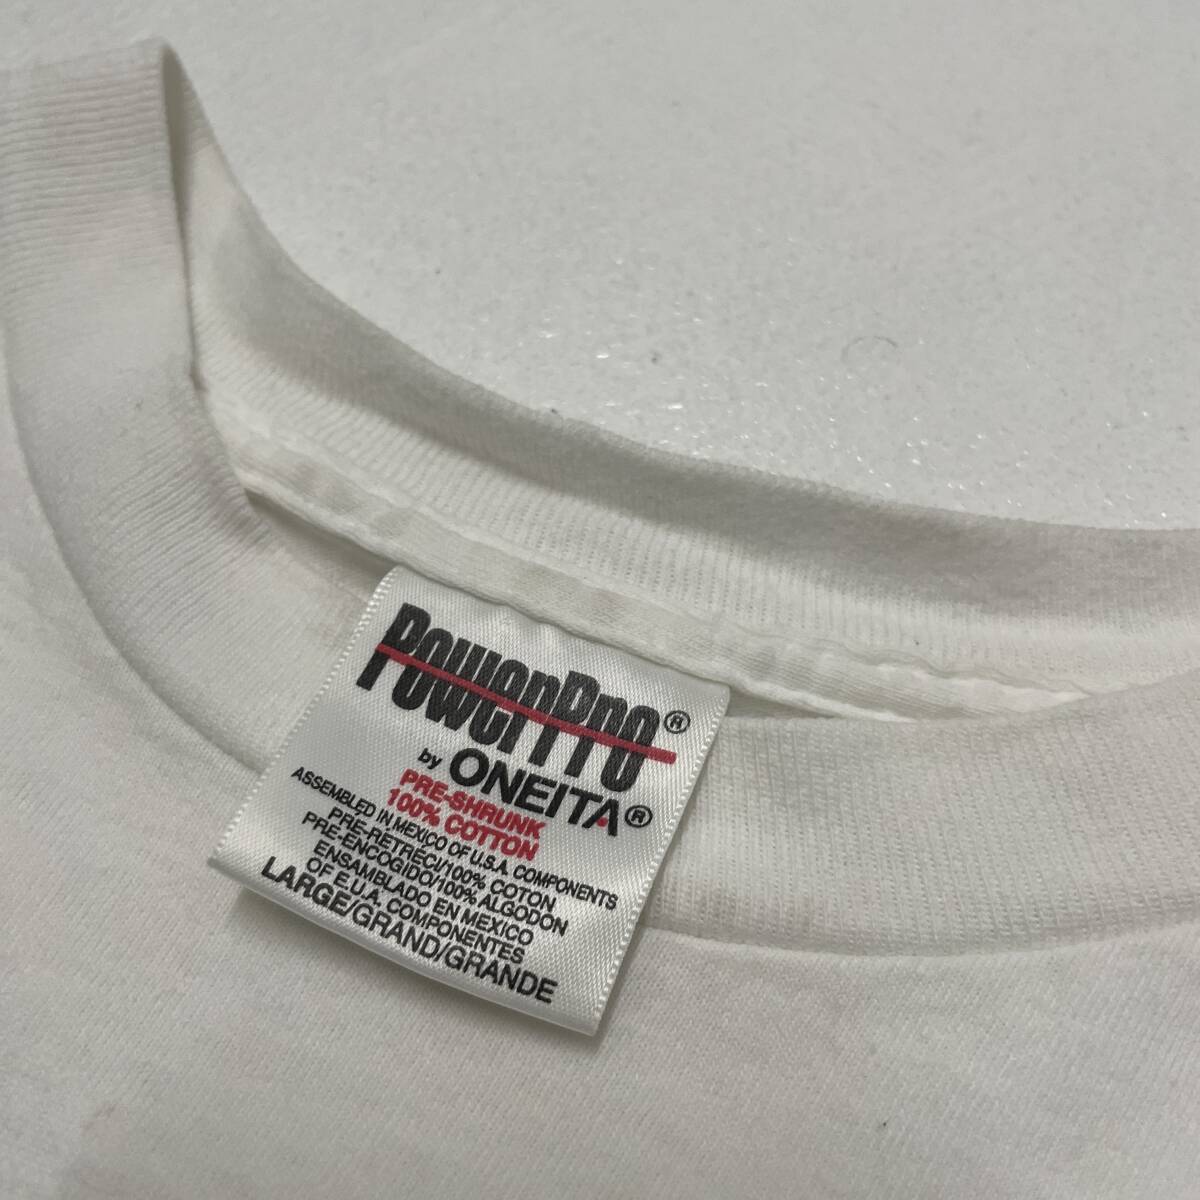 PowerPro®
by ONEITA®
PRE-SHRUNK
100% COTTON
ASSEMBLED IN MEXICO OF U.S.A. COMPONENTS
PRE-RETRÉCI/100% COTON
PRE-ENCOGIDO/100% ALGODON
ENSAMBLADO EN MEXICO
OF E.U.A. COMPONENTES
LARGE/GRAND/GRANDE